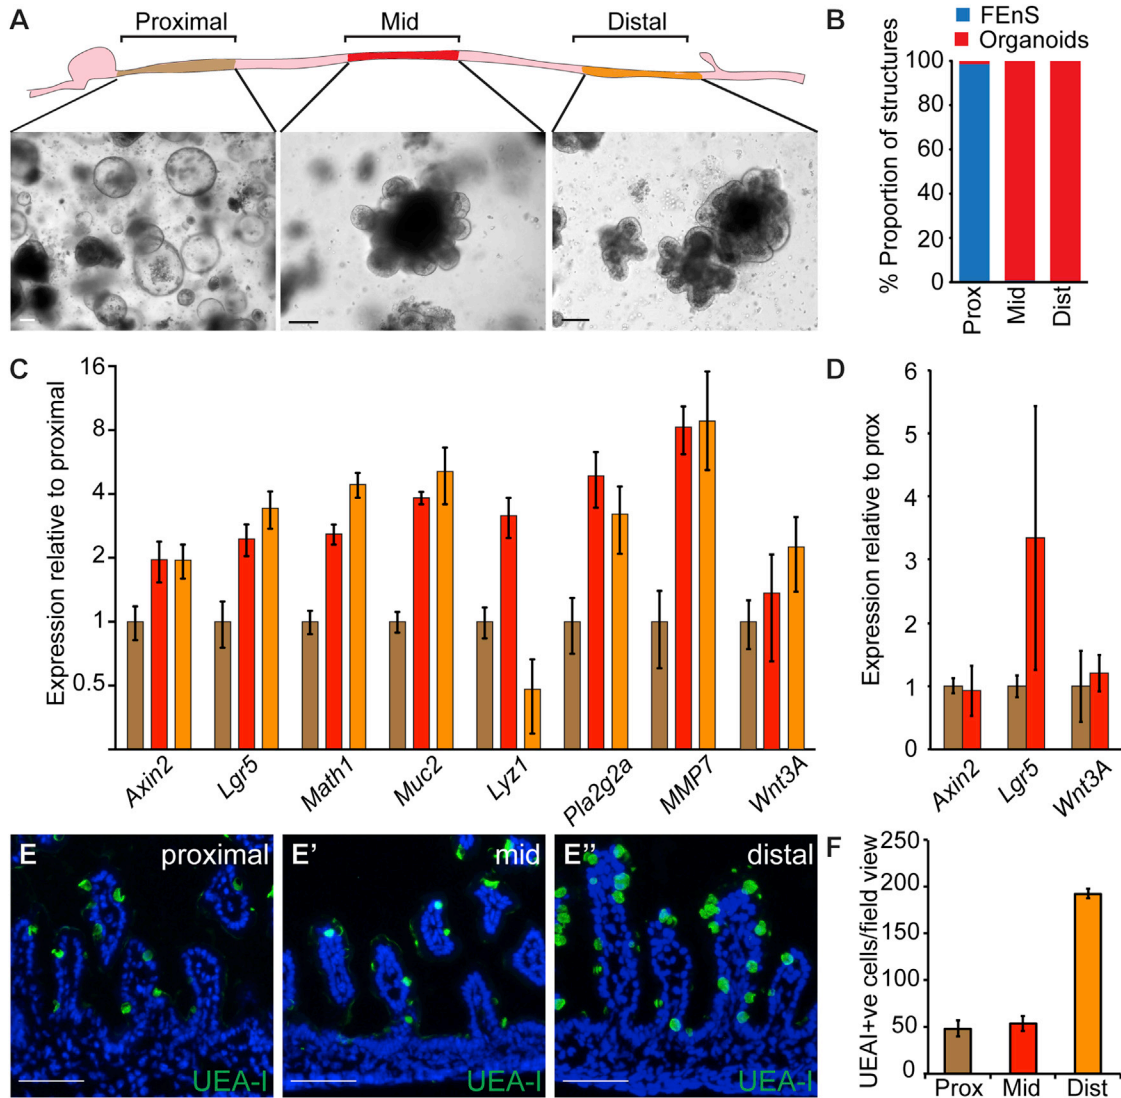 A
Proximal
Mid
Distal
B
FEnS
Organoids
% Proportion of structures
100
80
60
40
20
0
Prox
Mid
Dist
C
Expression relative to proximal
16
8
4
2
1
0.5
Axin2
Lgr5
Math1
Muc2
Lyz1
Pla2g2a
MMP7
Wnt3A
D
Expression relative to prox
6
5
4
3
2
1
0
Axin2
Lgr5
Wnt3A
E
proximal
UEA-I
E'
mid
UEA-I
E''
distal
UEA-I
F
UEAI+ve cells/field view
250
200
150
100
50
0
Prox
Mid
Dist